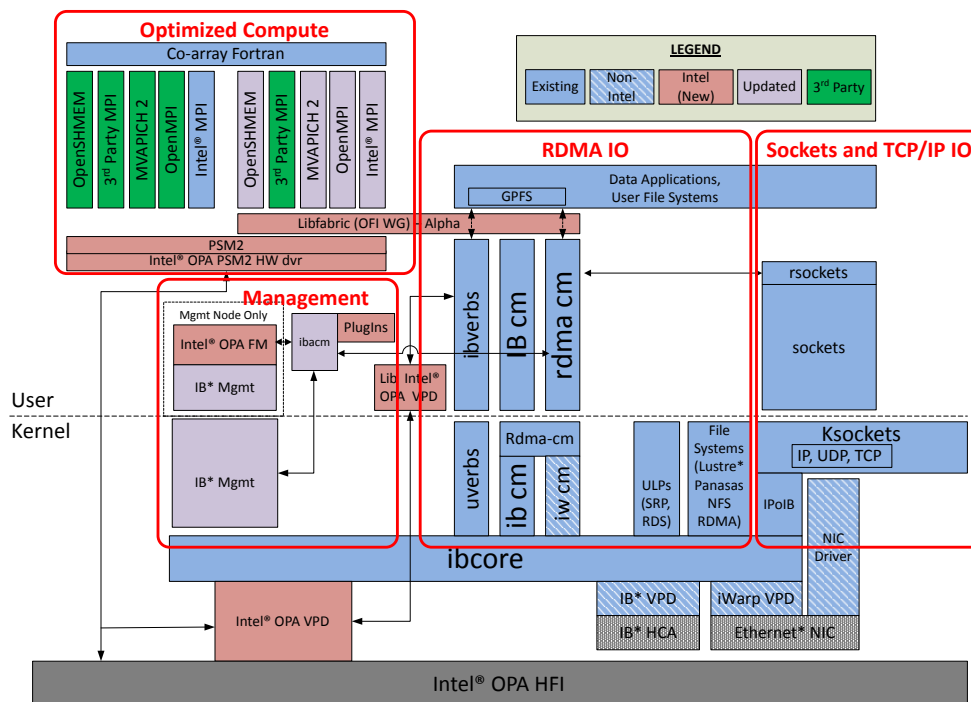 Optimized Compute
Co-array Fortran
OpenSHMEM
3rd Party MPI
MVAPICH 2
OpenMPI
Intel® MPI
OpenSHMEM
3rd Party MPI
MVAPICH 2
OpenMPI
Intel® MPI
LEGEND
Existing
Non-
Intel
Intel
(New)
Updated
3rd Party
RDMA IO
Sockets and TCP/IP IO
Data Applications,
User File Systems
GPFS
Libfabric (OFI WG) - Alpha
PSM2
Intel® OPA PSM2 HW dvr
Management
Mgmt Node Only
Intel® OPA FM
IB* Mgmt
ibacm
PlugIns
Lib Intel®
OPA VPD
ibverbs
IB cm
rdma cm
rsockets
sockets
User
Kernel
IB* Mgmt
uverbs
Rdma-cm
ib cm
iw cm
ULPs
(SRP,
RDS)
File
Systems
(Lustre*
Panasas
NFS
RDMA)
Ksockets
IP, UDP, TCP
IPoIB
NIC
Driver
ibcore
Intel® OPA VPD
IB* VPD
IB* HCA
iWarp VPD
Ethernet* NIC
Intel® OPA HFI